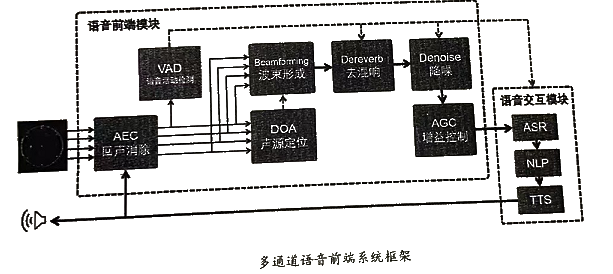 语音前端模块
VAD
语音活动检测
Beamforming
波束形成
Dereverb
去混响
Denoise
降噪
语音交互模块
AEC
回声消除
DOA
声源定位
AGC
增益控制
ASR
NLP
TTS
多通道语音前端系统框架